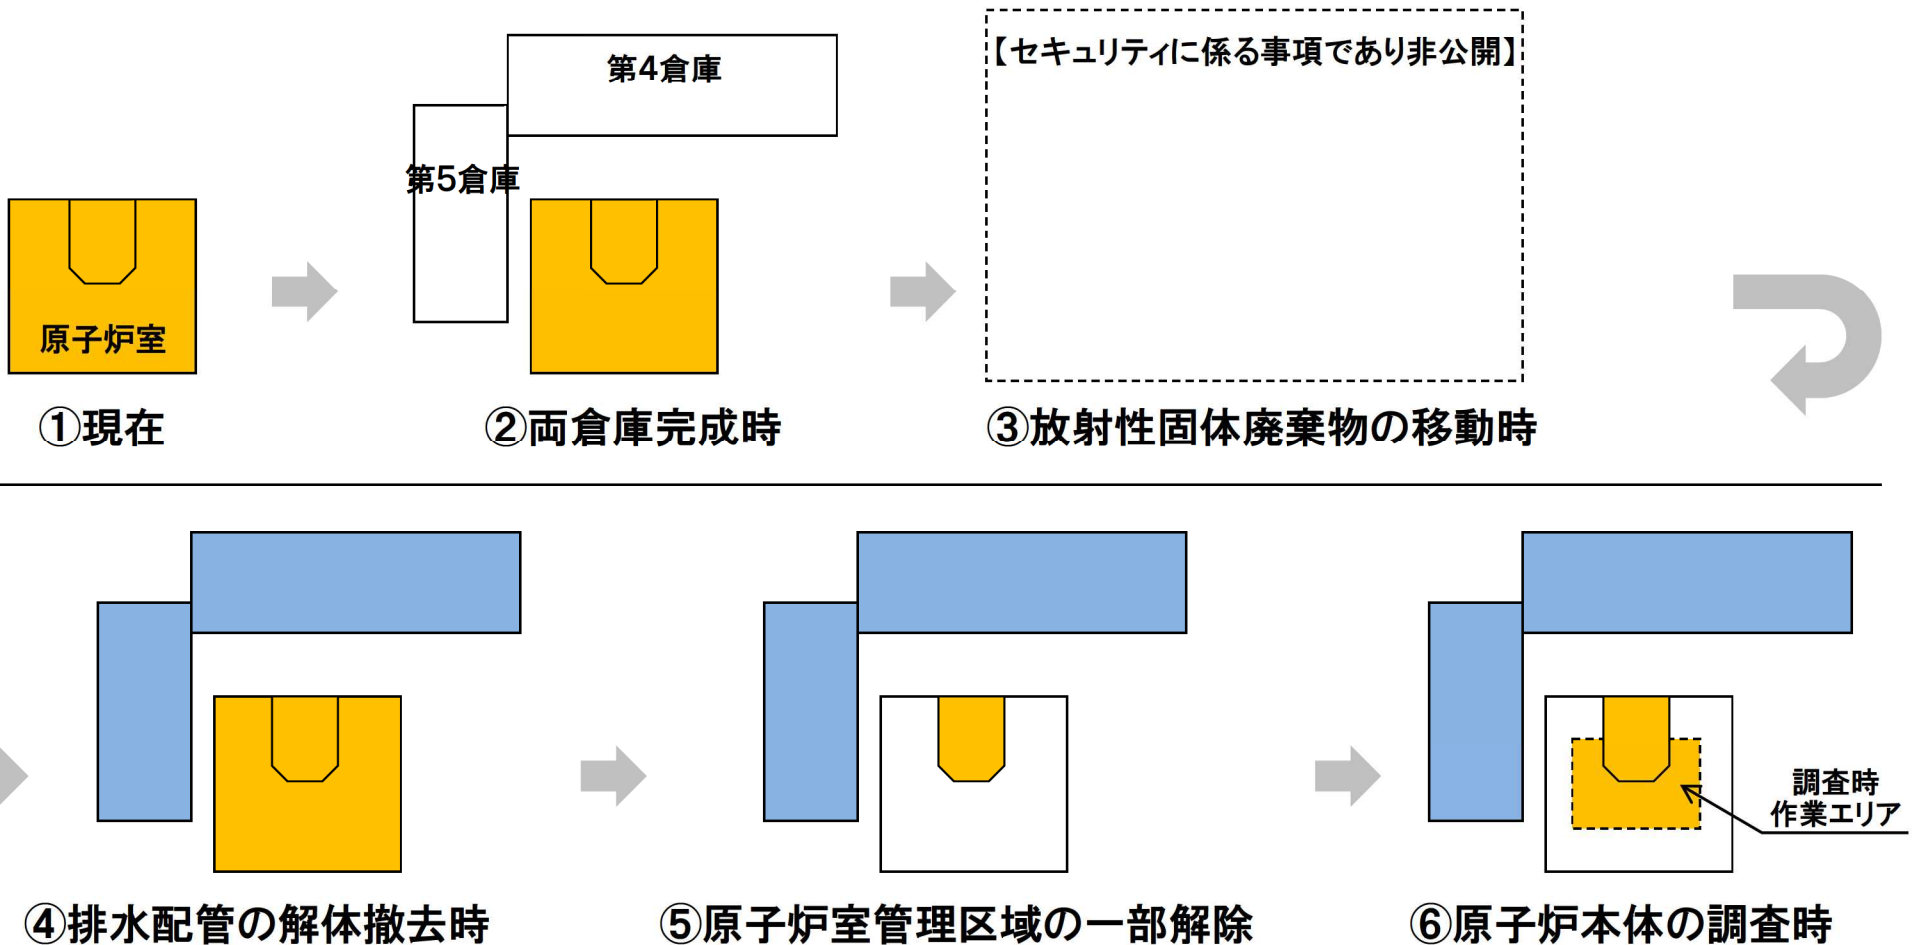 第4倉庫
第5倉庫
原子炉室
【セキュリティに係る事項であり非公開】
①現在
②両倉庫完成時
③放射性固体廃棄物の移動時
調査時
作業エリア
④排水配管の解体撤去時
⑤原子炉室管理区域の一部解除
⑥原子炉本体の調査時